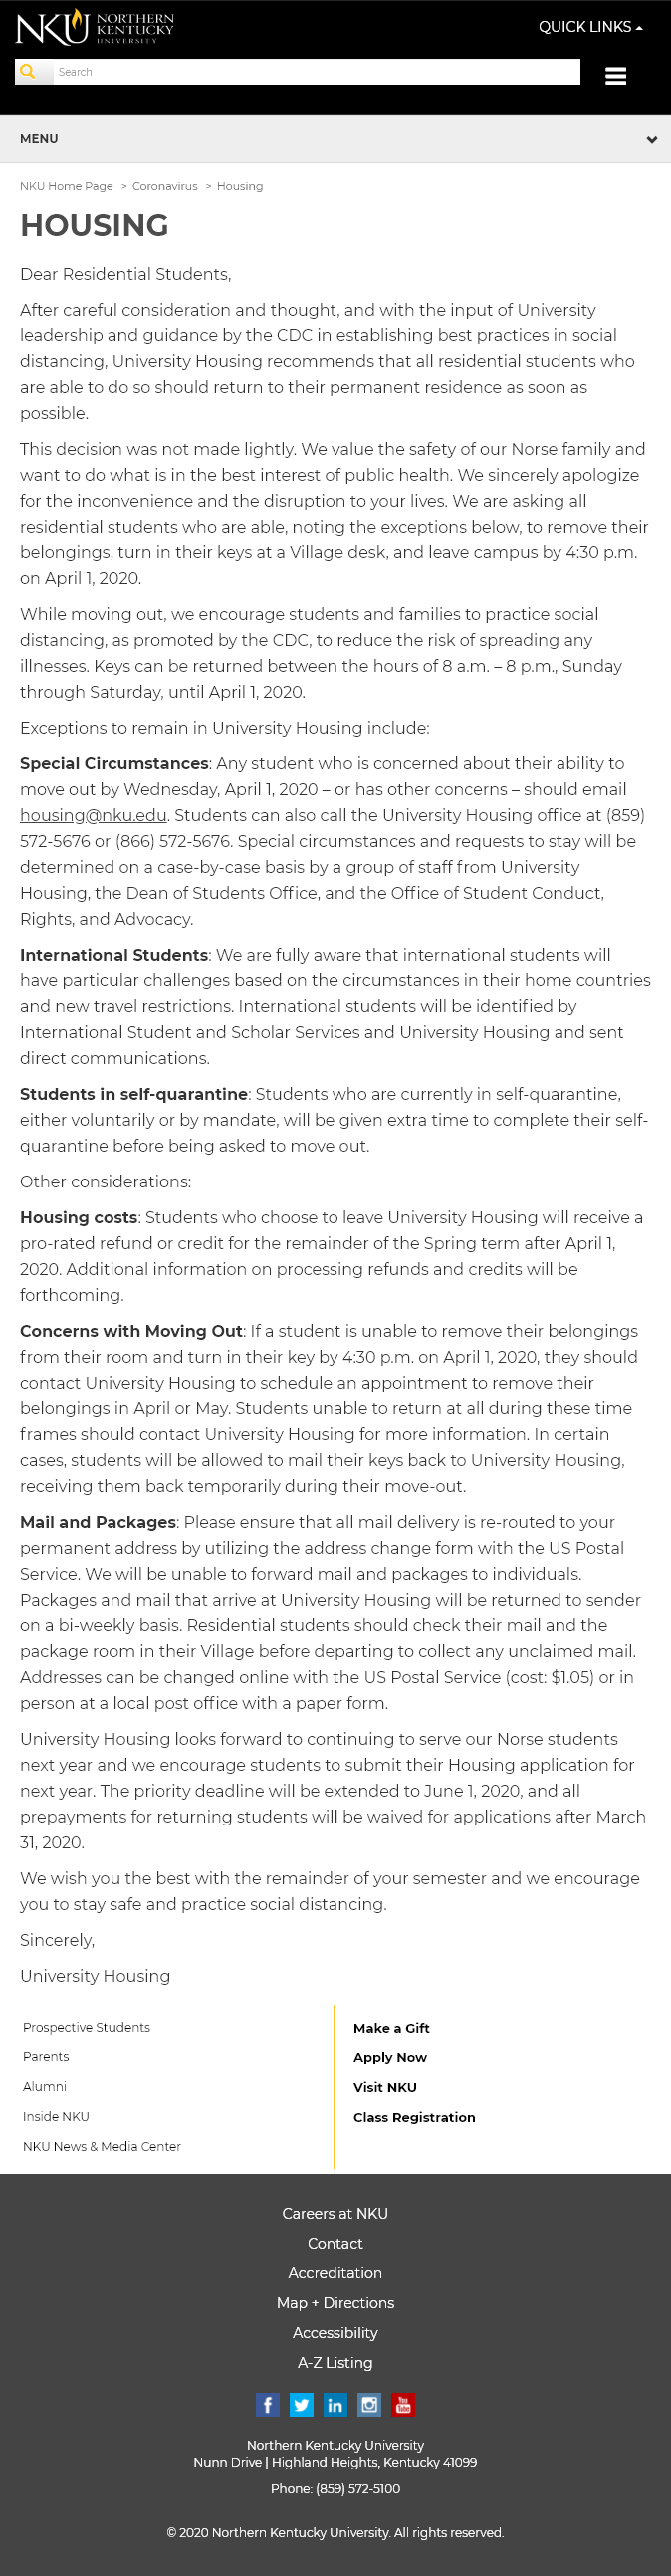 NKU NORTHERN
KENTUCKY
UNIVERSITY
QUICK LINKS
Search
MENU
NKU Home Page > Coronavirus > Housing
HOUSING
Dear Residential Students,
After careful consideration and thought, and with the input of University
leadership and guidance by the CDC in establishing best practices in social
distancing, University Housing recommends that all residential students who
are able to do so should return to their permanent residence as soon as
possible.
This decision was not made lightly. We value the safety of our Norse family and
want to do what is in the best interest of public health. We sincerely apologize
for the inconvenience and the disruption to your lives. We are asking all
residential students who are able, noting the exceptions below, to remove their
belongings, turn in their keys at a Village desk, and leave campus by 4:30 p.m.
on April 1, 2020.
While moving out, we encourage students and families to practice social
distancing, as promoted by the CDC, to reduce the risk of spreading any
illnesses. Keys can be returned between the hours of 8 a.m. – 8 p.m., Sunday
through Saturday, until April 1, 2020.
Exceptions to remain in University Housing include:
Special Circumstances: Any student who is concerned about their ability to
move out by Wednesday, April 1, 2020 – or has other concerns – should email
housing@nku.edu. Students can also call the University Housing office at (859)
572-5676 or (866) 572-5676. Special circumstances and requests to stay will be
determined on a case-by-case basis by a group of staff from University
Housing, the Dean of Students Office, and the Office of Student Conduct,
Rights, and Advocacy.
International Students: We are fully aware that international students will
have particular challenges based on the circumstances in their home countries
and new travel restrictions. International students will be identified by
International Student and Scholar Services and University Housing and sent
direct communications.
Students in self-quarantine: Students who are currently in self-quarantine,
either voluntarily or by mandate, will be given extra time to complete their self-
quarantine before being asked to move out.
Other considerations:
Housing costs: Students who choose to leave University Housing will receive a
pro-rated refund or credit for the remainder of the Spring term after April 1,
2020. Additional information on processing refunds and credits will be
forthcoming.
Concerns with Moving Out: If a student is unable to remove their belongings
from their room and turn in their key by 4:30 p.m. on April 1, 2020, they should
contact University Housing to schedule an appointment to remove their
belongings in April or May. Students unable to return at all during these time
frames should contact University Housing for more information. In certain
cases, students will be allowed to mail their keys back to University Housing,
receiving them back temporarily during their move-out.
Mail and Packages: Please ensure that all mail delivery is re-routed to your
permanent address by utilizing the address change form with the US Postal
Service. We will be unable to forward mail and packages to individuals.
Packages and mail that arrive at University Housing will be returned to sender
on a bi-weekly basis. Residential students should check their mail and the
package room in their Village before departing to collect any unclaimed mail.
Addresses can be changed online with the US Postal Service (cost: $1.05) or in
person at a local post office with a paper form.
University Housing looks forward to continuing to serve our Norse students
next year and we encourage students to submit their Housing application for
next year. The priority deadline will be extended to June 1, 2020, and all
prepayments for returning students will be waived for applications after March
31, 2020.
We wish you the best with the remainder of your semester and we encourage
you to stay safe and practice social distancing.
Sincerely,
University Housing
Prospective Students
Parents
Alumni
Inside NKU
NKU News & Media Center
Make a Gift
Apply Now
Visit NKU
Class Registration
Careers at NKU
Contact
Accreditation
Map + Directions
Accessibility
A-Z Listing
Northern Kentucky University
Nunn Drive | Highland Heights, Kentucky 41099
Phone: (859) 572-5100
© 2020 Northern Kentucky University. All rights reserved.